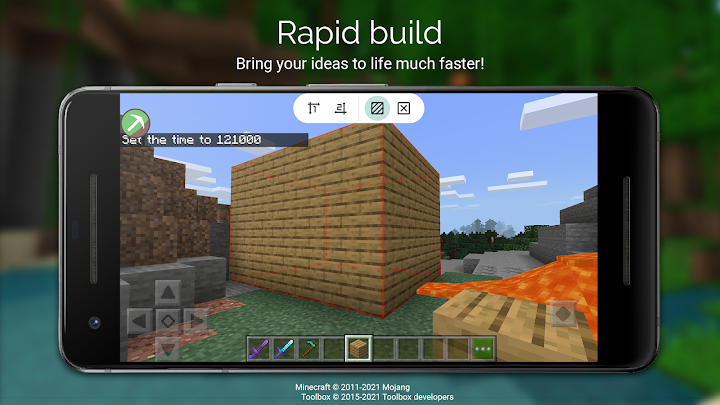 Rapid build
Bring your ideas to life much faster!
Set the time to 121000
Minecraft © 2011-2021 Mojang
Toolbox © 2015-2021 Toolbox developers